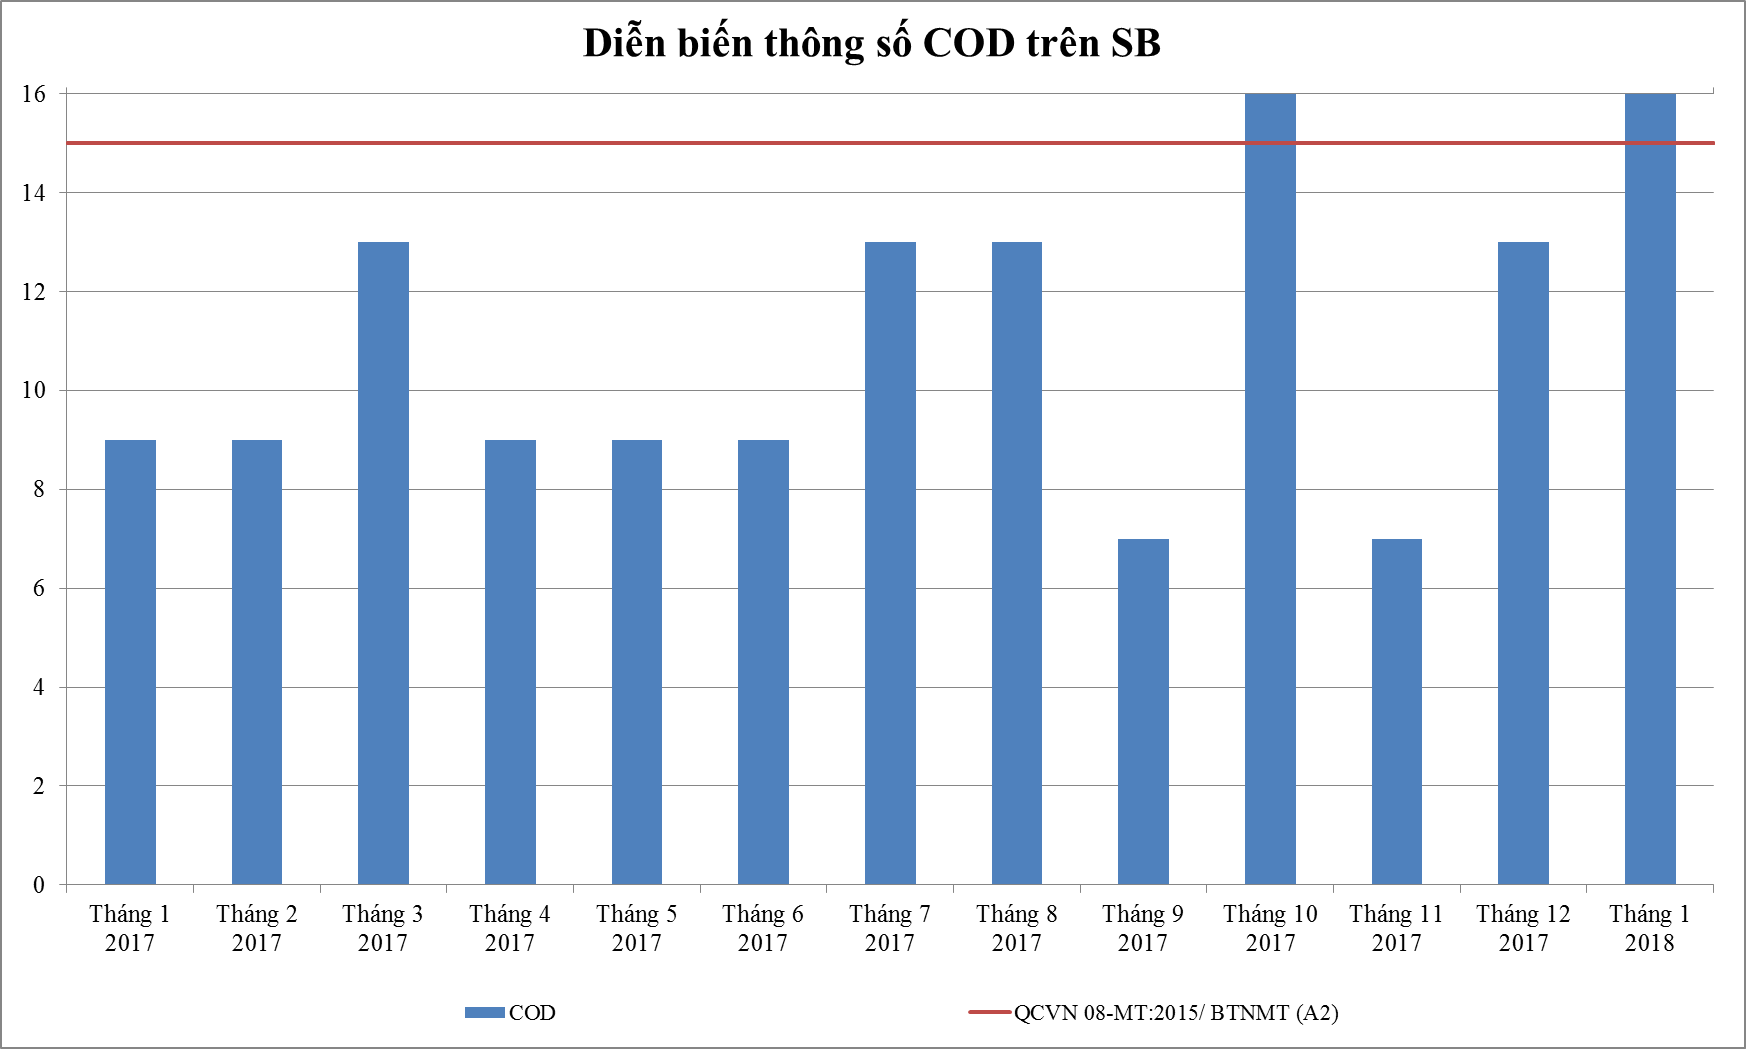 Diễn biến thông số COD trên SB
16
14
12
10
8
6
4
2
0
Tháng 1 2017
Tháng 2 2017
Tháng 3 2017
Tháng 4 2017
Tháng 5 2017
Tháng 6 2017
Tháng 7 2017
Tháng 8 2017
Tháng 9 2017
Tháng 10 2017
Tháng 11 2017
Tháng 12 2017
Tháng 1 2018
COD
QCVN 08-MT:2015/ BTNMT (A2)